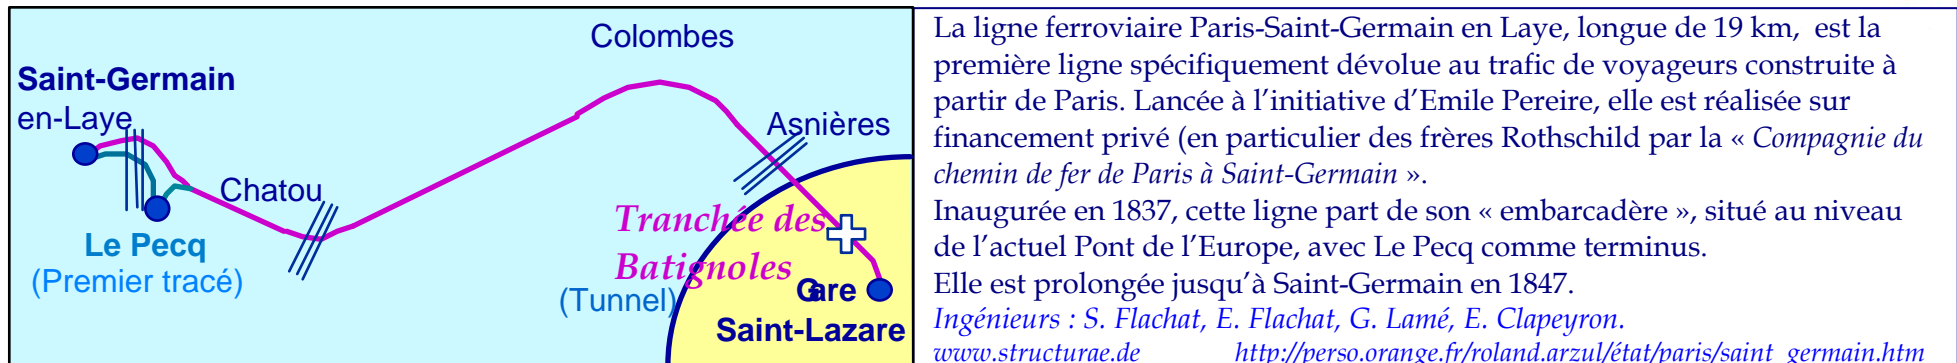 Colombes
Saint-Germain
en-Laye
Asnières
Chatou
Tranchée des
Le Pecq
Batignoles
(Premier tracé)
(Tunnel)
Gare
Saint-Lazare
La ligne ferroviaire Paris-Saint-Germain en Laye, longue de 19 km, est la
première ligne spécifiquement dévolue au trafic de voyageurs construite à
partir de Paris. Lancée à l’initiative d’Emile Pereire, elle est réalisée sur
financement privé (en particulier des frères Rothschild par la « Compagnie du
chemin de fer de Paris à Saint-Germain ».
Inaugurée en 1837, cette ligne part de son « embarcadère », situé au niveau
de l’actuel Pont de l’Europe, avec Le Pecq comme terminus.
Elle est prolongée jusqu’à Saint-Germain en 1847.
Ingénieurs : S. Flachat, E. Flachat, G. Lamé, E. Clapeyron.
www.structurae.de http://perso.orange.fr/roland.arzul/état/paris/saint_germain.htm